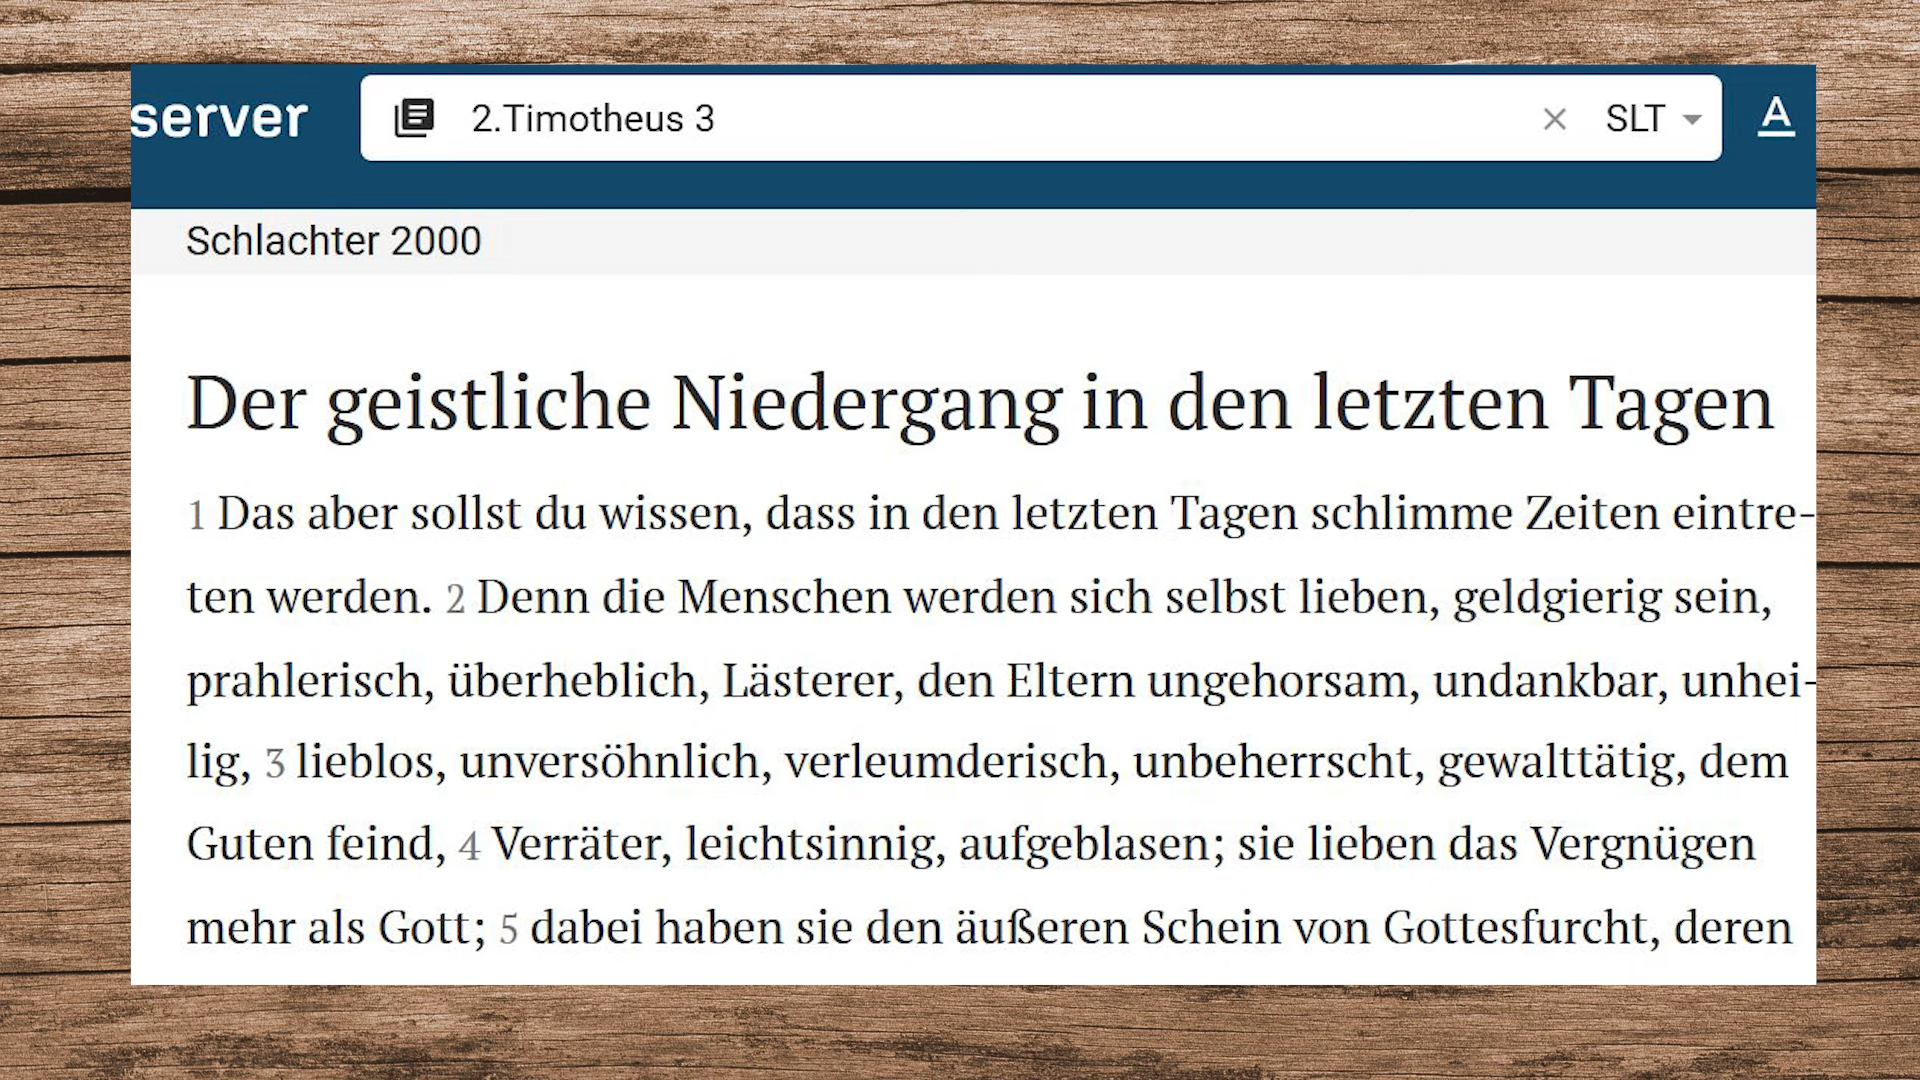 server 2.Timotheus 3 × SLT A
Schlachter 2000
Der geistliche Niedergang in den letzten Tagen
1 Das aber sollst du wissen, dass in den letzten Tagen schlimme Zeiten eintre-
ten werden. 2 Denn die Menschen werden sich selbst lieben, geldgierig sein,
prahlerisch, überheblich, Lästerer, den Eltern ungehorsam, undankbar, unhei-
lig, 3 lieblos, unversöhnlich, verleumderisch, unbeherrscht, gewalttätig, dem
Guten feind, 4 Verräter, leichtsinnig, aufgeblasen; sie lieben das Vergnügen
mehr als Gott; 5 dabei haben sie den äußeren Schein von Gottesfurcht, deren